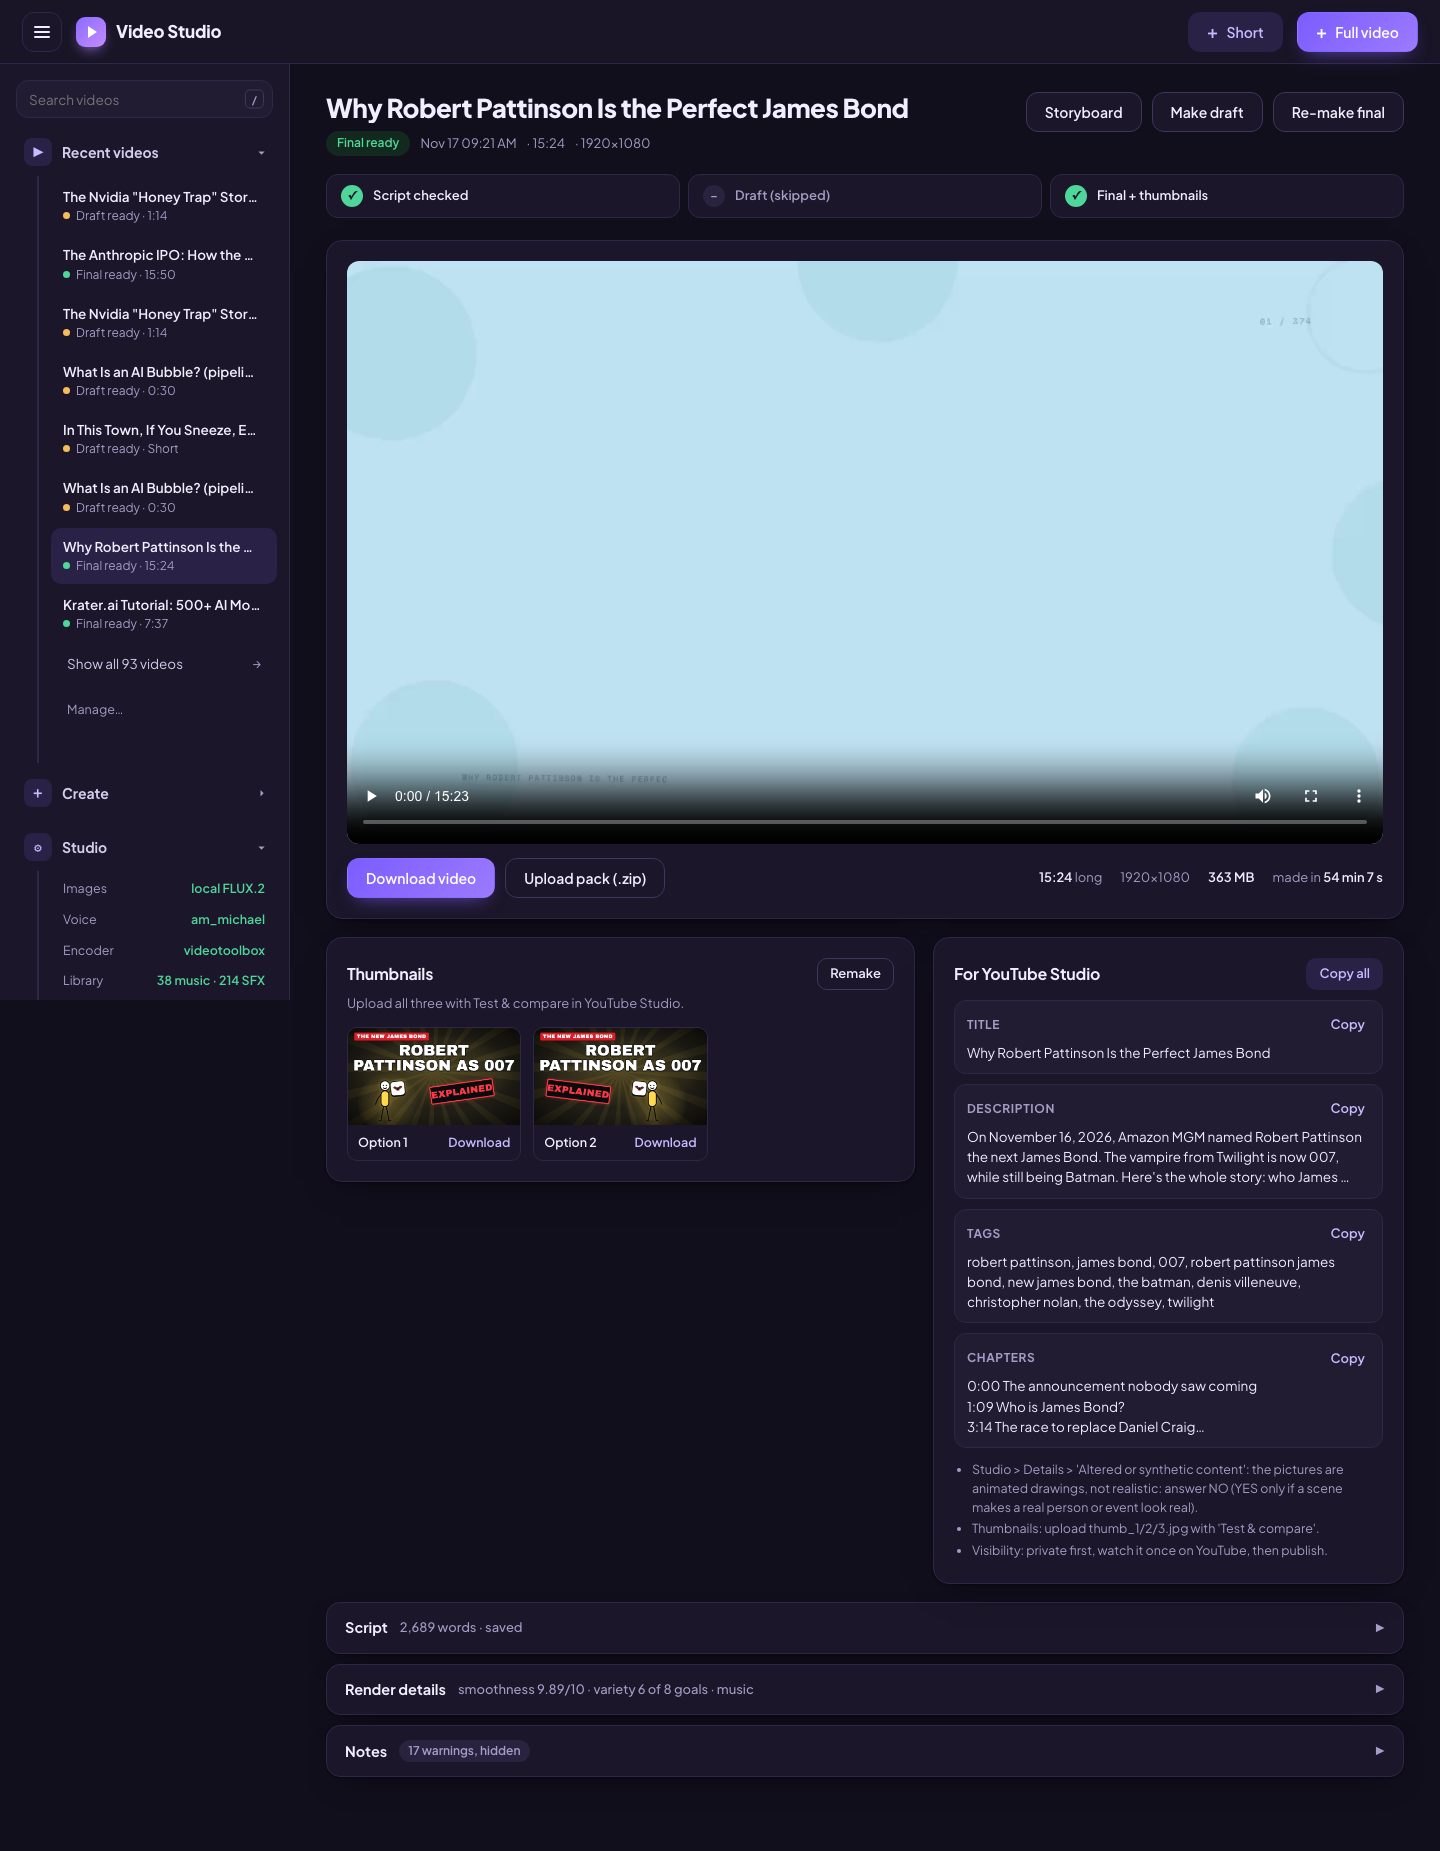 Video Studio
+ Short
+ Full video
Search videos
/
Recent videos
The Nvidia "Honey Trap" Stor…
Draft ready · 1:14
The Anthropic IPO: How the …
Final ready · 15:50
The Nvidia "Honey Trap" Stor…
Draft ready · 1:14
What Is an AI Bubble? (pipeli…
Draft ready · 0:30
In This Town, If You Sneeze, E…
Draft ready · Short
What Is an AI Bubble? (pipeli…
Draft ready · 0:30
Why Robert Pattinson Is the …
Final ready · 15:24
Krater.ai Tutorial: 500+ AI Mo…
Final ready · 7:37
Show all 93 videos →
Manage…
Create
Studio
Images local FLUX.2
Voice am_michael
Encoder videotoolbox
Library 38 music · 214 SFX
Why Robert Pattinson Is the Perfect James Bond
Storyboard
Make draft
Re-make final
Final ready Nov 17 09:21 AM · 15:24 · 1920×1080
Script checked
Draft (skipped)
Final + thumbnails
01 / 374
WHY ROBERT PATTINSON IS THE PERFEC
0:00 / 15:23
Download video
Upload pack (.zip)
15:24 long 1920×1080 363 MB made in 54 min 7 s
Thumbnails
Remake
Upload all three with Test & compare in YouTube Studio.
THE NEW JAMES BOND
ROBERT
PATTINSON AS 007
EXPLAINED
Option 1 Download
THE NEW JAMES BOND
ROBERT
PATTINSON AS 007
EXPLAINED
Option 2 Download
For YouTube Studio
Copy all
TITLE Copy
Why Robert Pattinson Is the Perfect James Bond
DESCRIPTION Copy
On November 16, 2026, Amazon MGM named Robert Pattinson
the next James Bond. The vampire from Twilight is now 007,
while still being Batman. Here's the whole story: who James …
TAGS Copy
robert pattinson, james bond, 007, robert pattinson james
bond, new james bond, the batman, denis villeneuve,
christopher nolan, the odyssey, twilight
CHAPTERS Copy
0:00 The announcement nobody saw coming
1:09 Who is James Bond?
3:14 The race to replace Daniel Craig…
• Studio > Details > 'Altered or synthetic content': the pictures are
animated drawings, not realistic: answer NO (YES only if a scene
makes a real person or event look real).
• Thumbnails: upload thumb_1/2/3.jpg with 'Test & compare'.
• Visibility: private first, watch it once on YouTube, then publish.
Script 2,689 words · saved
Render details smoothness 9.89/10 · variety 6 of 8 goals · music
Notes 17 warnings, hidden